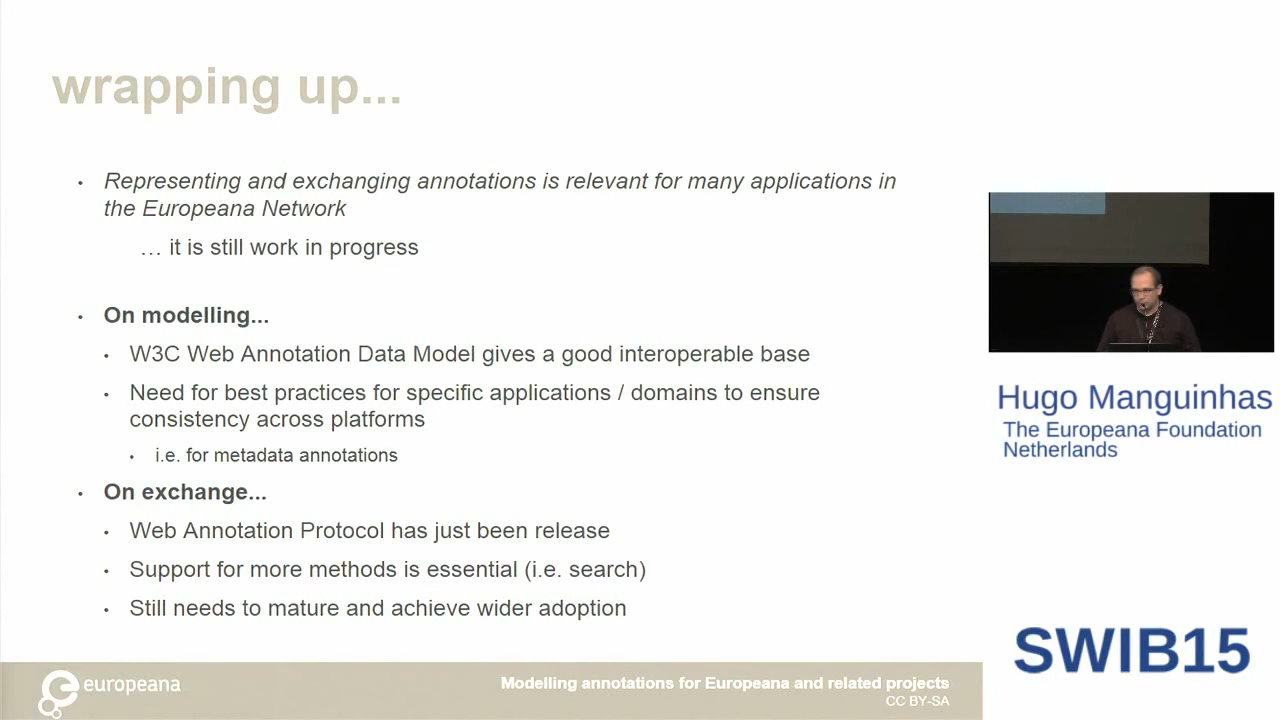 wrapping up...
Representing and exchanging annotations is relevant for many applications in
the Europeana Network
… it is still work in progress
On modelling...
W3C Web Annotation Data Model gives a good interoperable base
Need for best practices for specific applications / domains to ensure
consistency across platforms
i.e. for metadata annotations
On exchange...
Web Annotation Protocol has just been release
Support for more methods is essential (i.e. search)
Still needs to mature and achieve wider adoption
europeana
Modelling annotations for Europeana and related projects
CC BY-SA
Hugo Manguinhas
The Europeana Foundation
Netherlands
SWIB15